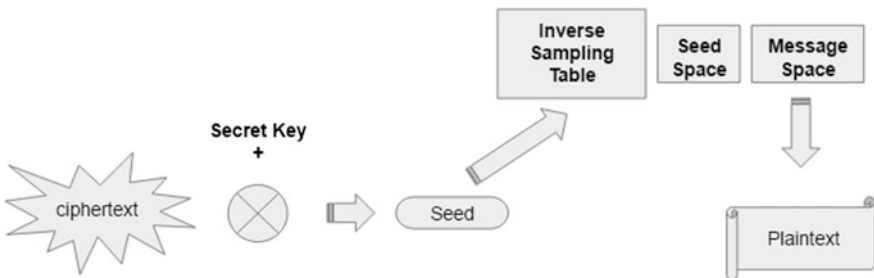 Inverse
Sampling
Table
Seed
Space
Message
Space
Secret Key
+
ciphertext
Seed
Plaintext